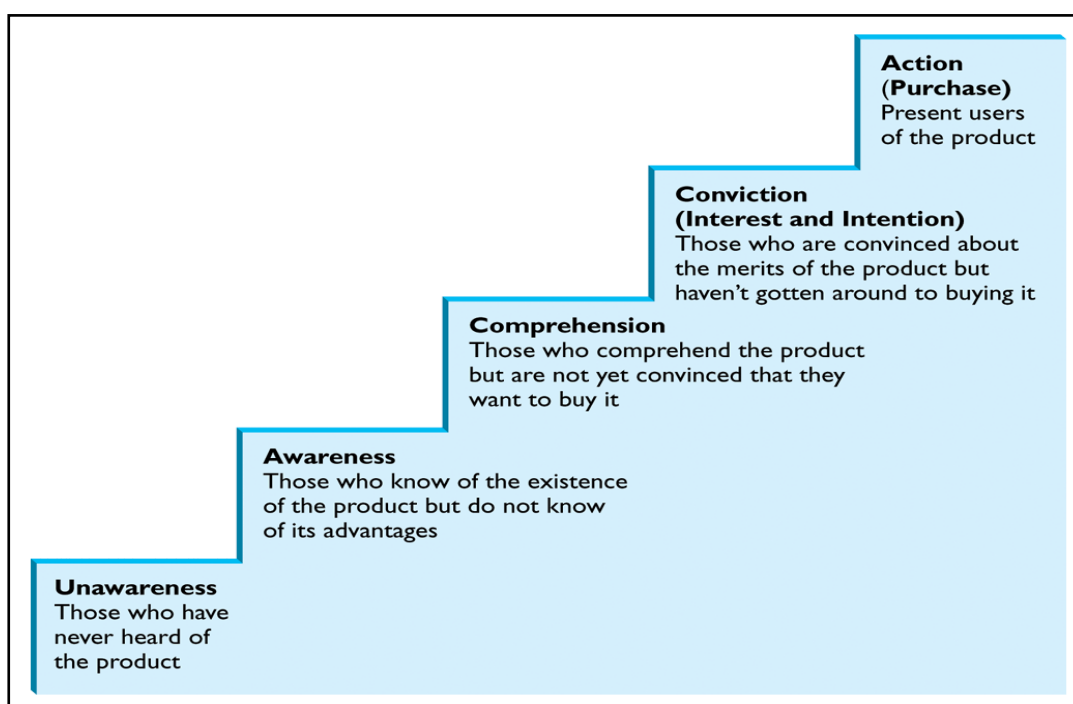 Action
(Purchase)
Present users
of the product
Conviction
(Interest and Intention)
Those who are convinced about
the merits of the product but
haven’t gotten around to buying it
Comprehension
Those who comprehend the product
but are not yet convinced that they
want to buy it
Awareness
Those who know of the existence
of the product but do not know
of its advantages
Unawareness
Those who have
never heard of
the product